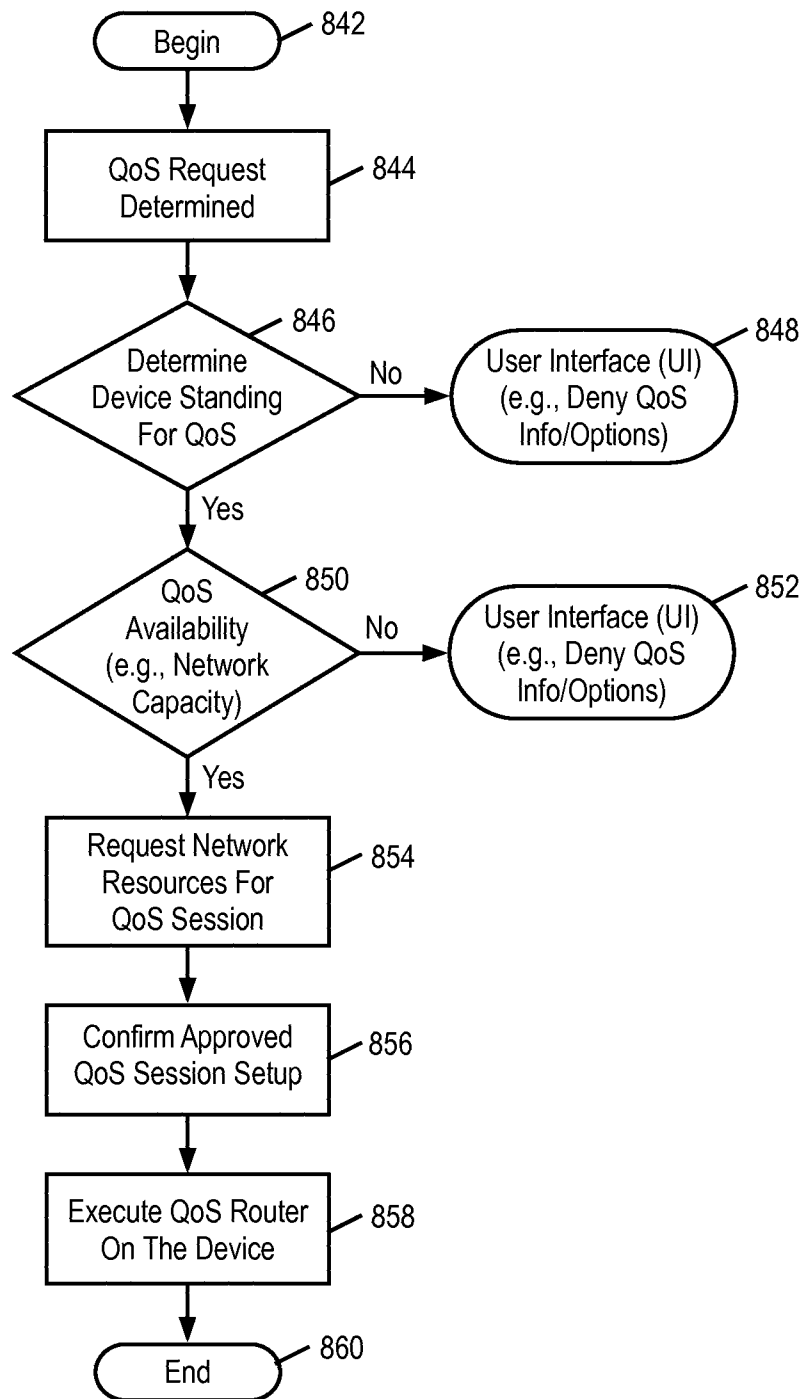 Begin
842
QoS Request
Determined
844
846
Determine
Device Standing
For QoS
No
848
User Interface (UI)
(e.g., Deny QoS
Info/Options)
Yes
850
QoS
Availability
(e.g., Network
Capacity)
No
852
User Interface (UI)
(e.g., Deny QoS
Info/Options)
Yes
Request Network
Resources For
QoS Session
854
Confirm Approved
QoS Session Setup
856
Execute QoS Router
On The Device
858
End
860